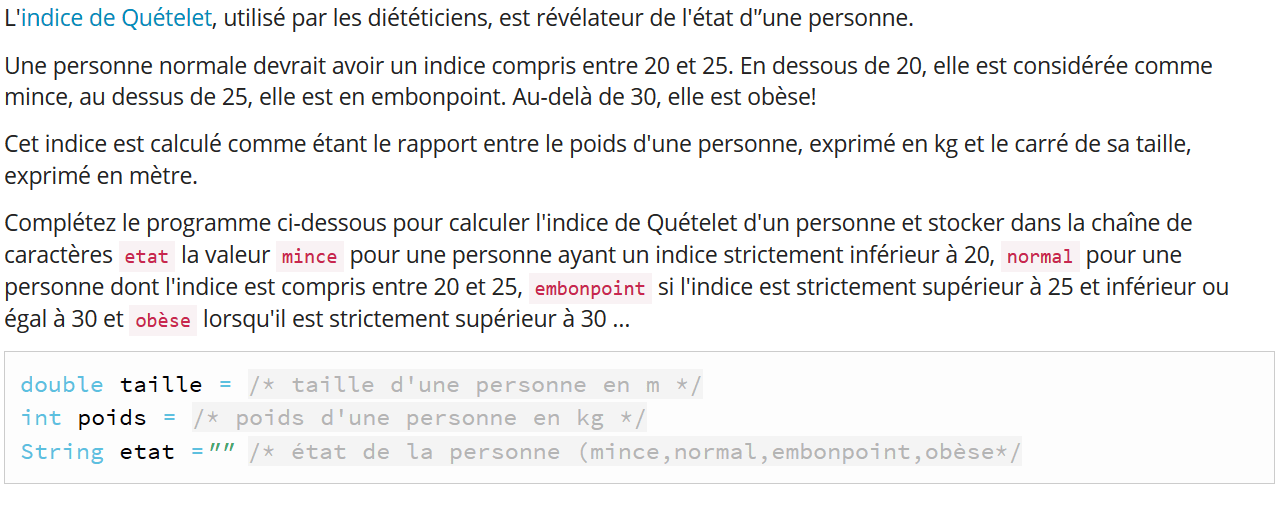 L'indice de Quételet, utilisé par les diététiciens, est révélateur de l'état d'’une personne.
Une personne normale devrait avoir un indice compris entre 20 et 25. En dessous de 20, elle est considérée comme
mince, au dessus de 25, elle est en embonpoint. Au-delà de 30, elle est obèse!
Cet indice est calculé comme étant le rapport entre le poids d'une personne, exprimé en kg et le carré de sa taille,
exprimé en mètre.
Complétez le programme ci-dessous pour calculer l'indice de Quételet d'un personne et stocker dans la chaîne de
caractères etat la valeur mince pour une personne ayant un indice strictement inférieur à 20, normal pour une
personne dont l'indice est compris entre 20 et 25, embonpoint si l'indice est strictement supérieur à 25 et inférieur ou
égal à 30 et obèse lorsqu'il est strictement supérieur à 30 ...
double taille = /* taille d'une personne en m */
int poids = /* poids d'une personne en kg */
String etat ="" /* état de la personne (mince,normal,embonpoint,obèse*/